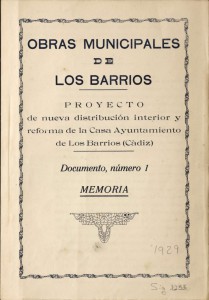 OBRAS MUNICIPALES
DE
LOS BARRIOS
PROYECTO
de nueva distribución interior y
reforma de la Casa Ayuntamiento
de Los Barrios (Cádiz)
Documento, número 1
MEMORIA
1929